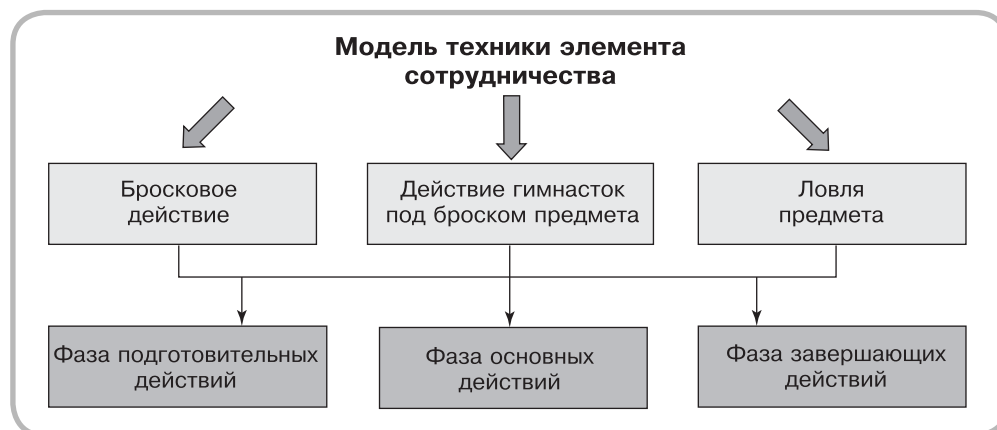 Модель техники элемента
сотрудничества
Бросковое
действие
Действие гимнасток
под броском предмета
Ловля
предмета
Фаза подготовительных
действий
Фаза основных
действий
Фаза завершающих
действий